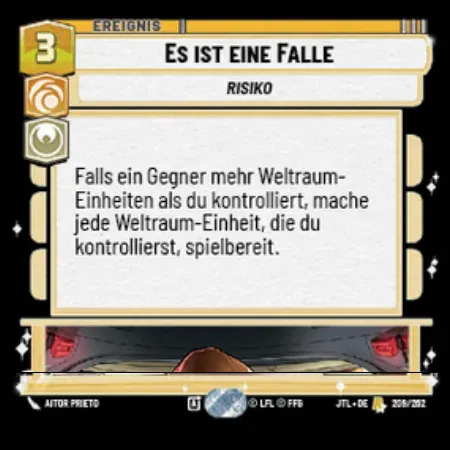 EREIGNIS
3
ES IST EINE FALLE
RISIKO
Falls ein Gegner mehr Weltraum-
Einheiten als du kontrolliert, mache
jede Weltraum-Einheit, die du
kontrollierst, spielbereit.
AITOR PRIETO
© LFL © FFG
JTL • DE
209/262